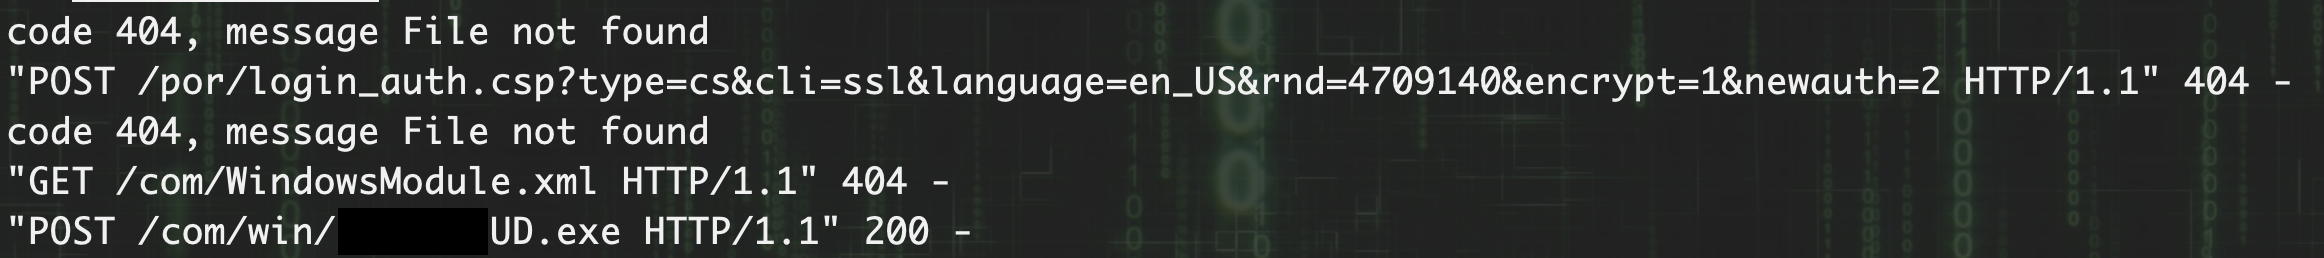 code 404, message File not found
"POST /por/login_auth.csp?type=cs&cli=ssl&language=en_US&rnd=4709140&encrypt=1&newauth=2 HTTP/1.1" 404 -
code 404, message File not found
"GET /com/WindowsModule.xml HTTP/1.1" 404 -
"POST /com/win/ UD.exe HTTP/1.1" 200 -